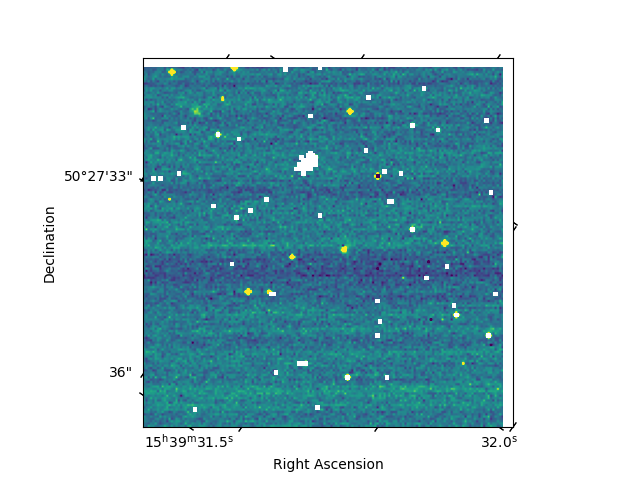 Declination
50°27'33"
36"
15ʰ39ᵐ31.5ˢ
32.0ˢ
Right Ascension